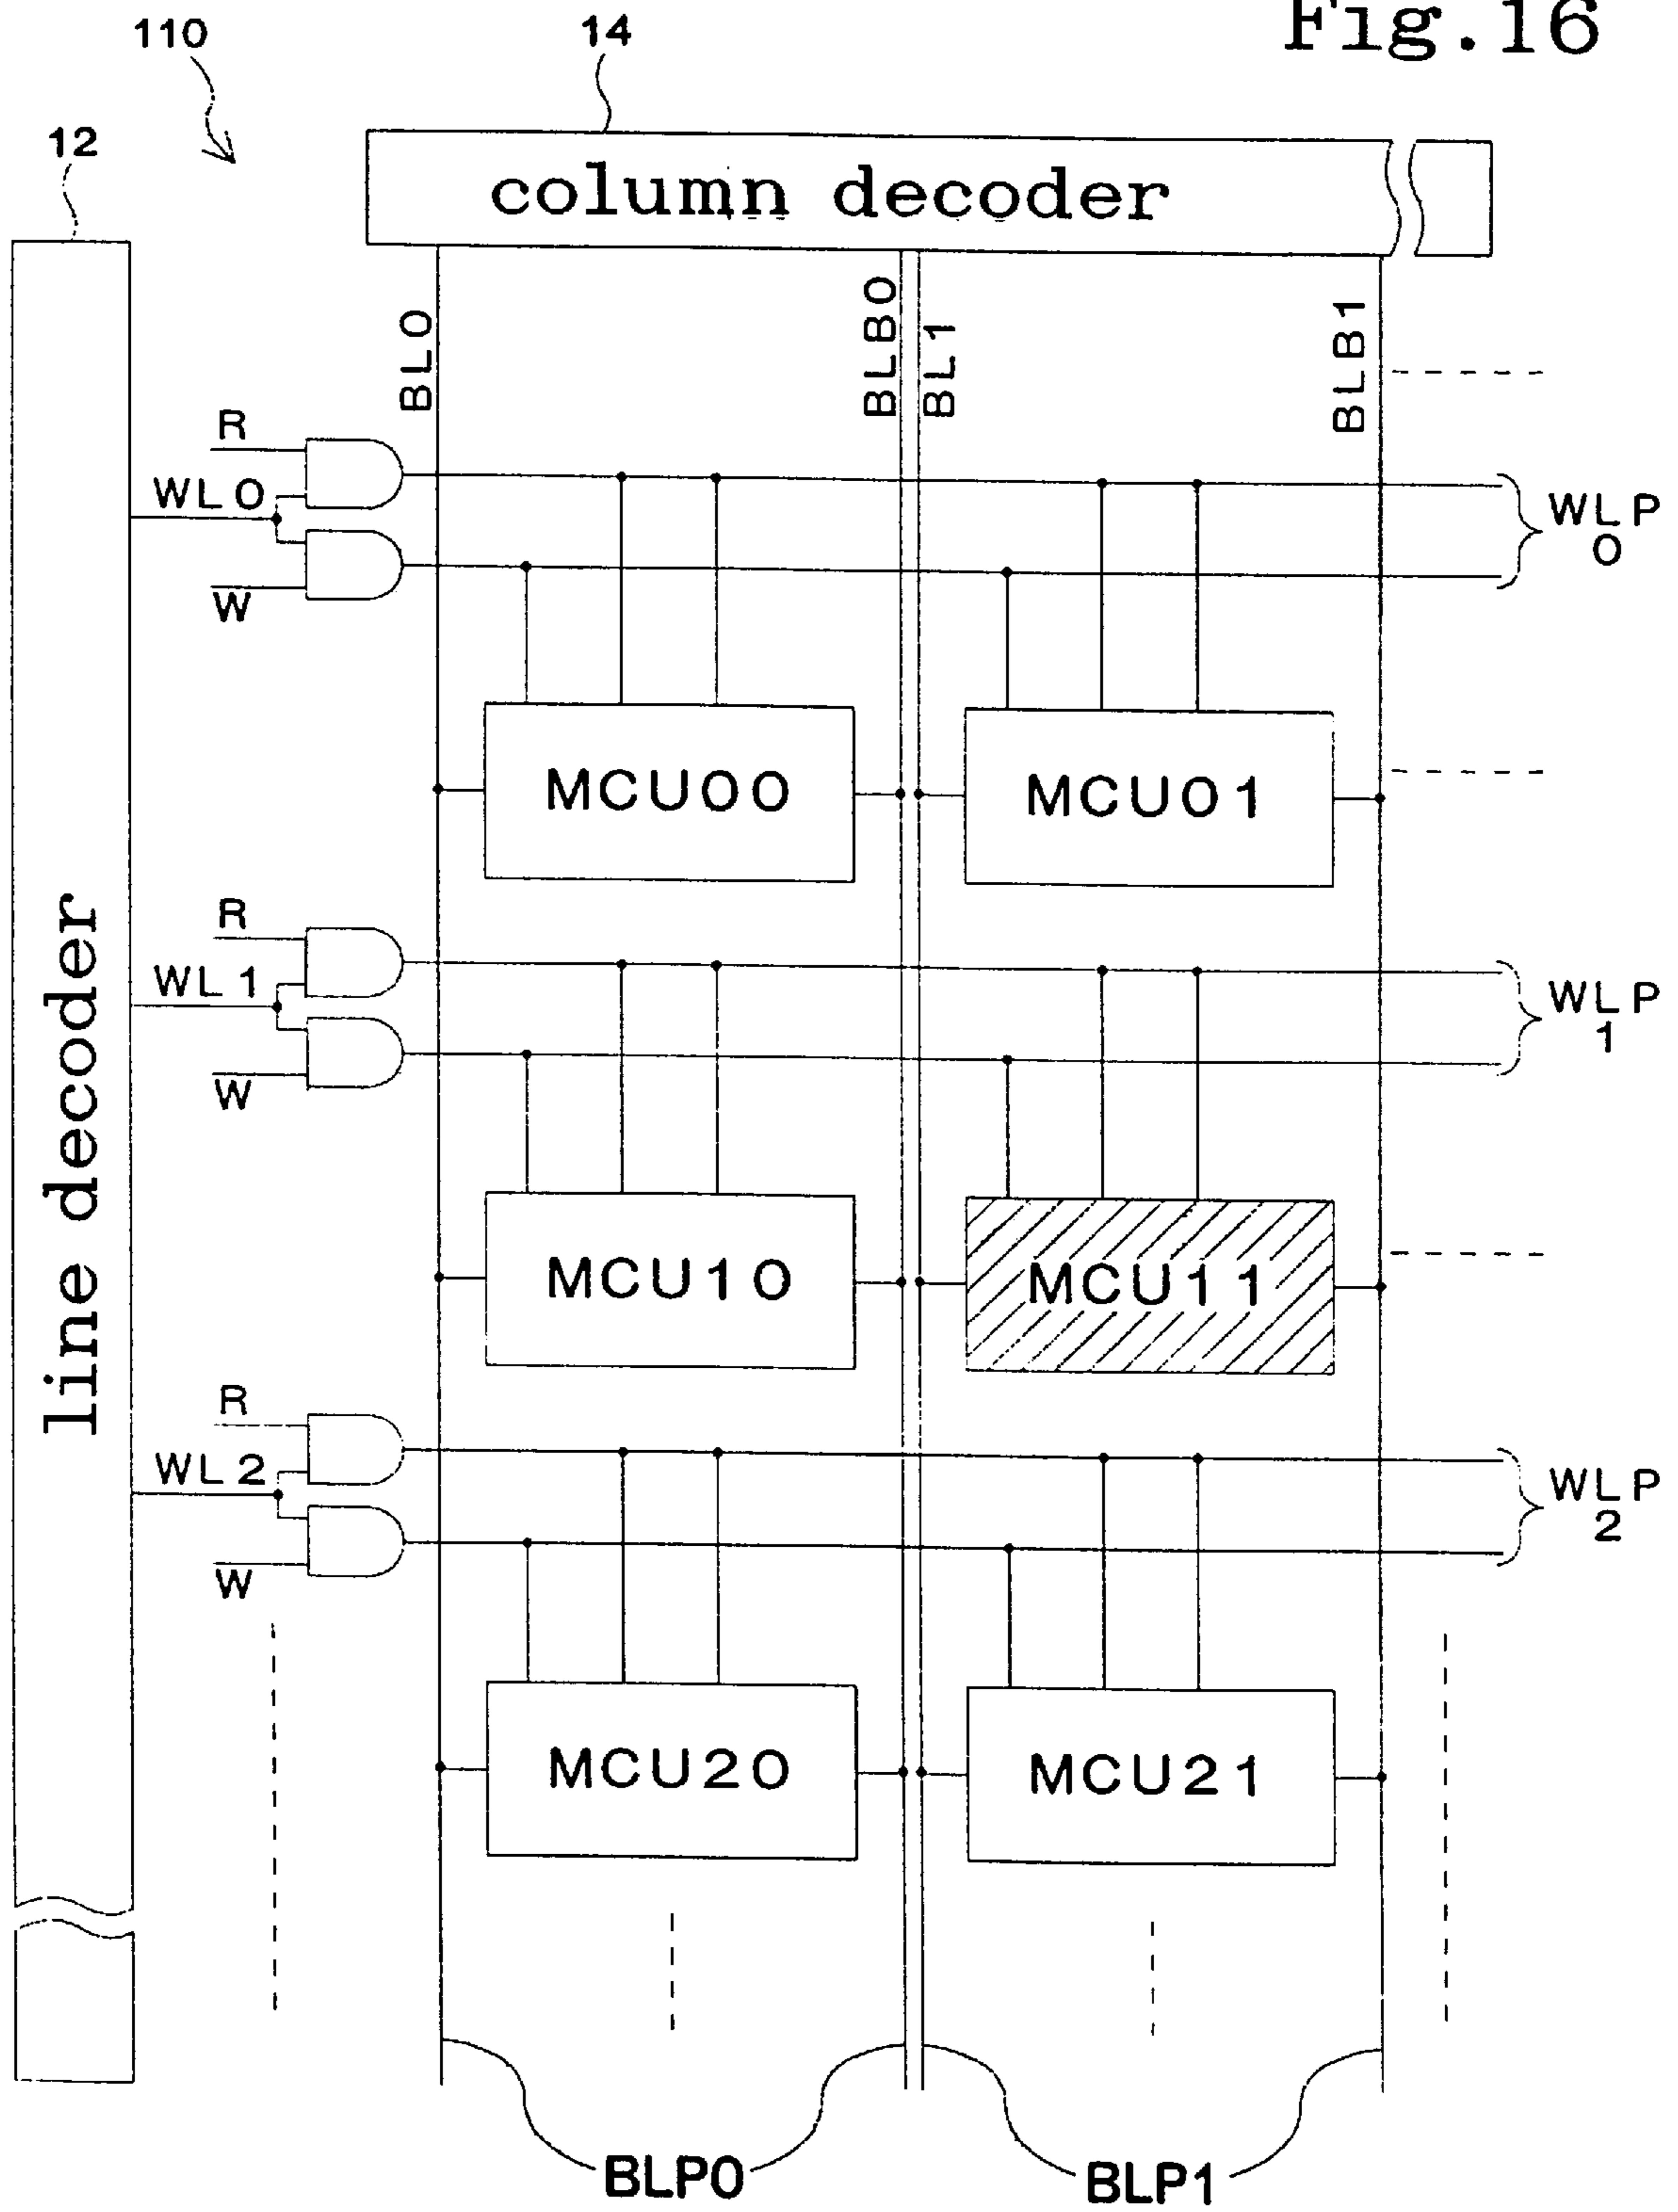 Fig.16
110
14
12
column decoder
line decoder
BL0
BLB0
BL1
BLB1
R
WL0
W
WLP
0
MCU00
MCU01
R
WL1
W
WLP
1
MCU10
MCU11
R
WL2
W
WLP
2
MCU20
MCU21
BLP0
BLP1